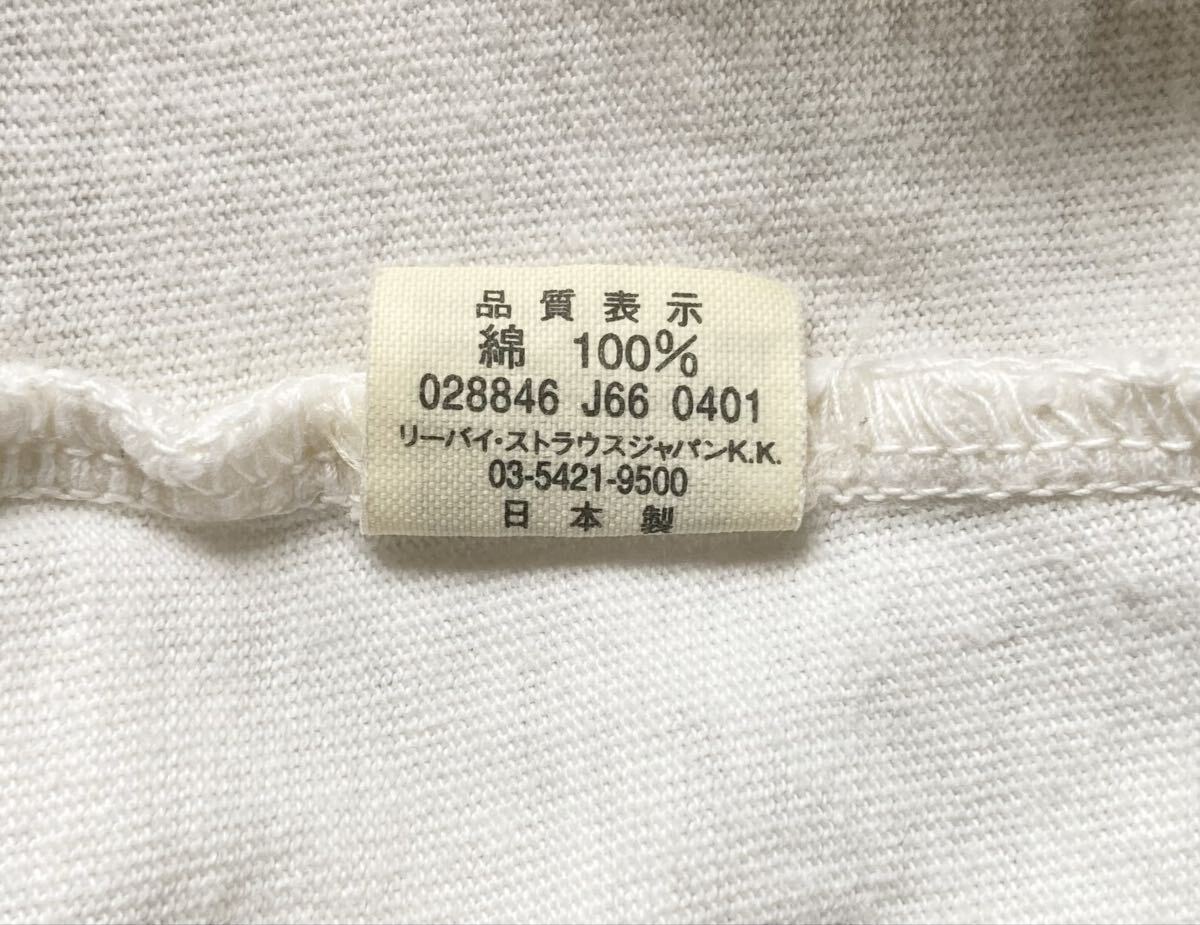 品質表示
綿 100%
028846 J66 0401
リーバイ・ストラウスジャパンK.K.
03-5421-9500
日本製